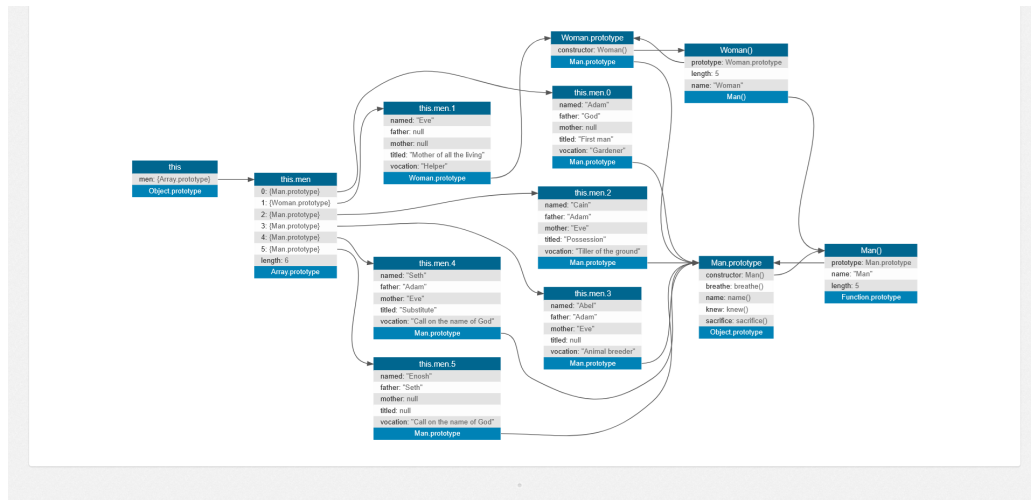 this
men: {Array.prototype}
Object.prototype
this.men
0: {Man.prototype}
1: {Woman.prototype}
2: {Man.prototype}
3: {Man.prototype}
4: {Man.prototype}
5: {Man.prototype}
length: 6
Array.prototype
this.men.1
named: "Eve"
father: null
mother: null
titled: "Mother of all the living"
vocation: "Helper"
Woman.prototype
this.men.4
named: "Seth"
father: "Adam"
mother: "Eve"
titled: "Substitute"
vocation: "Call on the name of God"
Man.prototype
this.men.5
named: "Enosh"
father: "Seth"
mother: null
titled: null
vocation: "Call on the name of God"
Man.prototype
Woman.prototype
constructor: Woman()
Man.prototype
this.men.0
named: "Adam"
father: "God"
mother: null
titled: "First man"
vocation: "Gardener"
Man.prototype
this.men.2
named: "Cain"
father: "Adam"
mother: "Eve"
titled: "Possession"
vocation: "Tiller of the ground"
Man.prototype
this.men.3
named: "Abel"
father: "Adam"
mother: "Eve"
titled: null
vocation: "Animal breeder"
Man.prototype
Woman()
prototype: Woman.prototype
length: 5
name: "Woman"
Man()
Man.prototype
constructor: Man()
breathe: breathe()
name: name()
knew: knew()
sacrifice: sacrifice()
Object.prototype
Man()
prototype: Man.prototype
name: "Man"
length: 5
Function.prototype